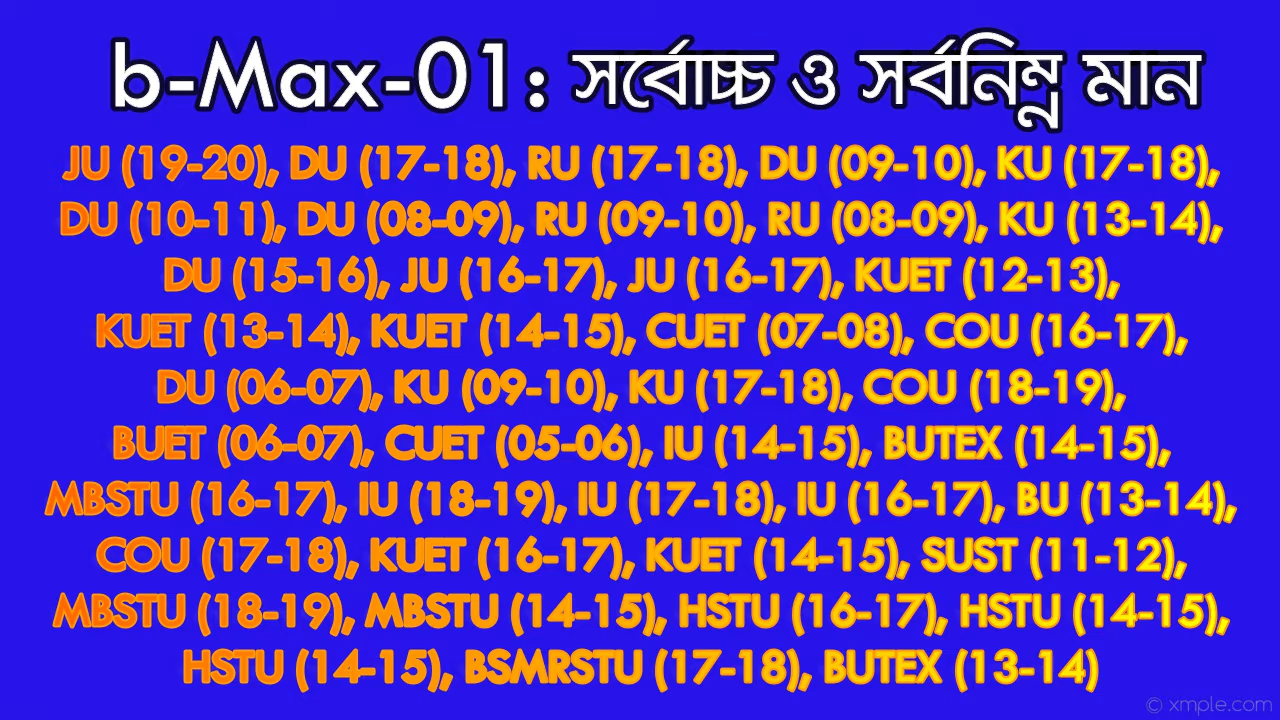 b-Max-01: সর্বোচ্চ ও সর্বনিম্ন মান
JU (19-20), DU (17-18), RU (17-18), DU (09-10), KU (17-18),
DU (10-11), DU (08-09), RU (09-10), RU (08-09), KU (13-14),
DU (15-16), JU (16-17), JU (16-17), KUET (12-13),
KUET (13-14), KUET (14-15), CUET (07-08), COU (16-17),
DU (06-07), KU (09-10), KU (17-18), COU (18-19),
BUET (06-07), CUET (05-06), IU (14-15), BUTEX (14-15),
MBSTU (16-17), IU (18-19), IU (17-18), IU (16-17), BU (13-14),
COU (17-18), KUET (16-17), KUET (14-15), SUST (11-12),
MBSTU (18-19), MBSTU (14-15), HSTU (16-17), HSTU (14-15),
HSTU (14-15), BSMRSTU (17-18), BUTEX (13-14)
© xmple.com